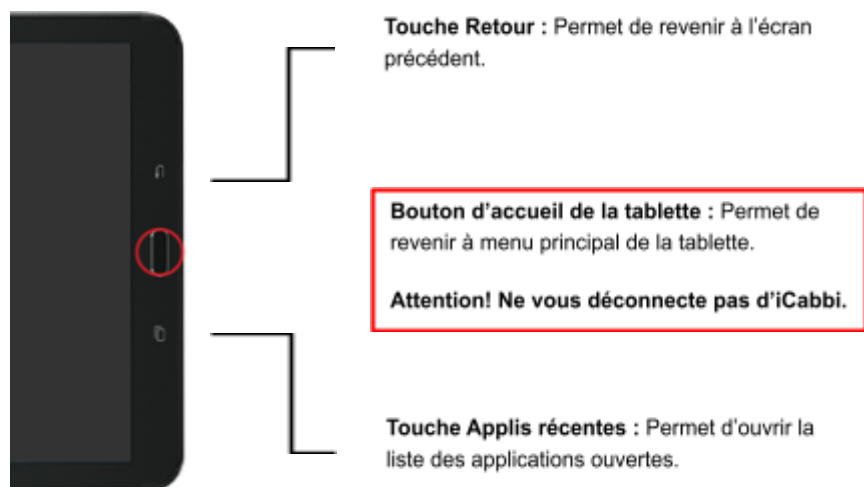 Touche Retour : Permet de revenir à l'écran
précédent.
Bouton d'accueil de la tablette : Permet de
revenir à menu principal de la tablette.
Attention! Ne vous déconnecte pas d'iCabbi.
Touche Applis récentes : Permet d'ouvrir la
liste des applications ouvertes.